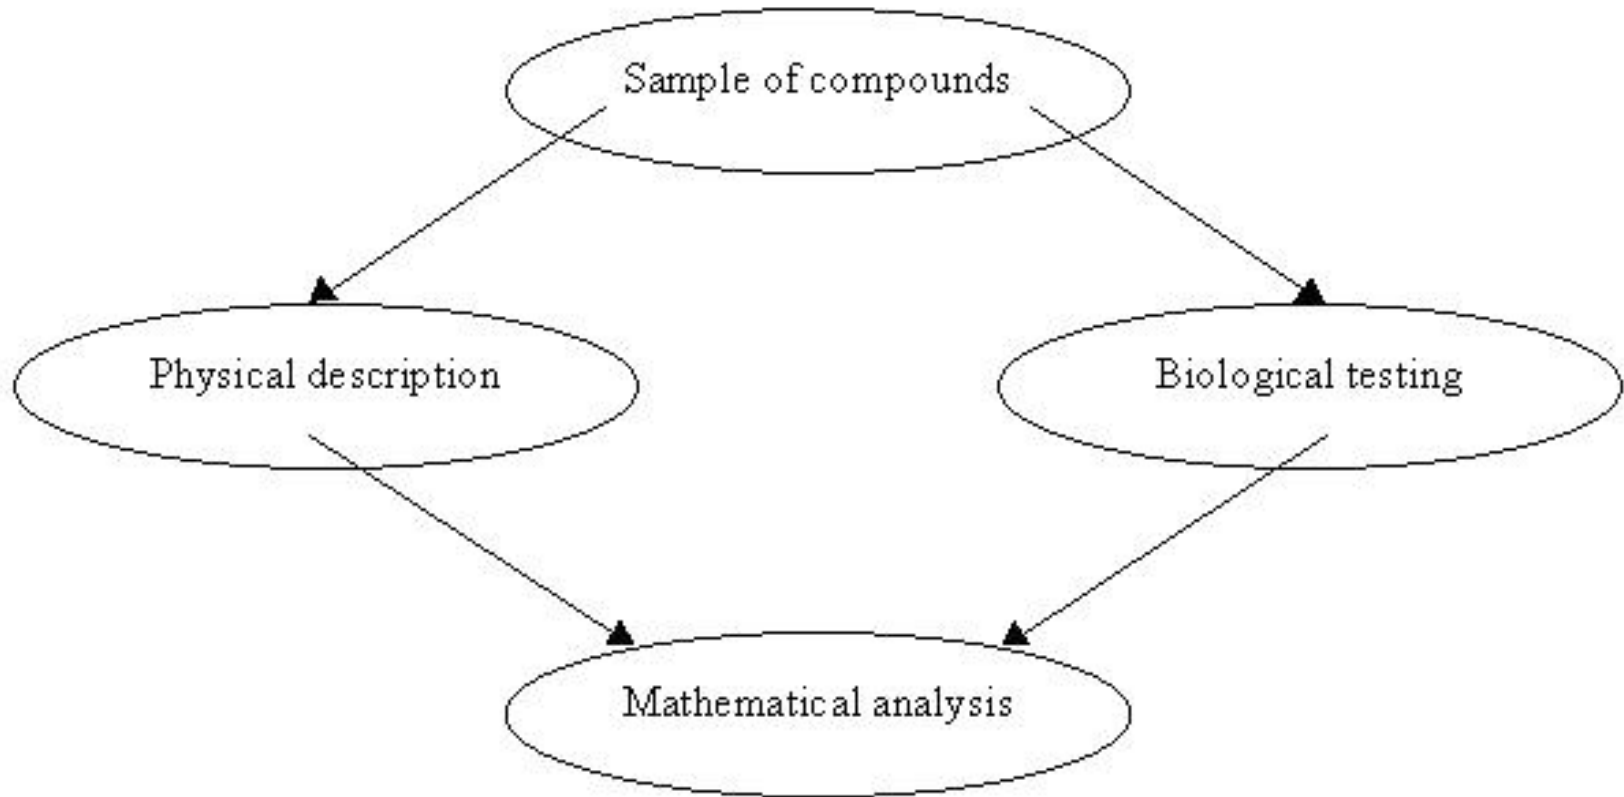 Sample of compounds
Physical description
Biological testing
Mathematical analysis